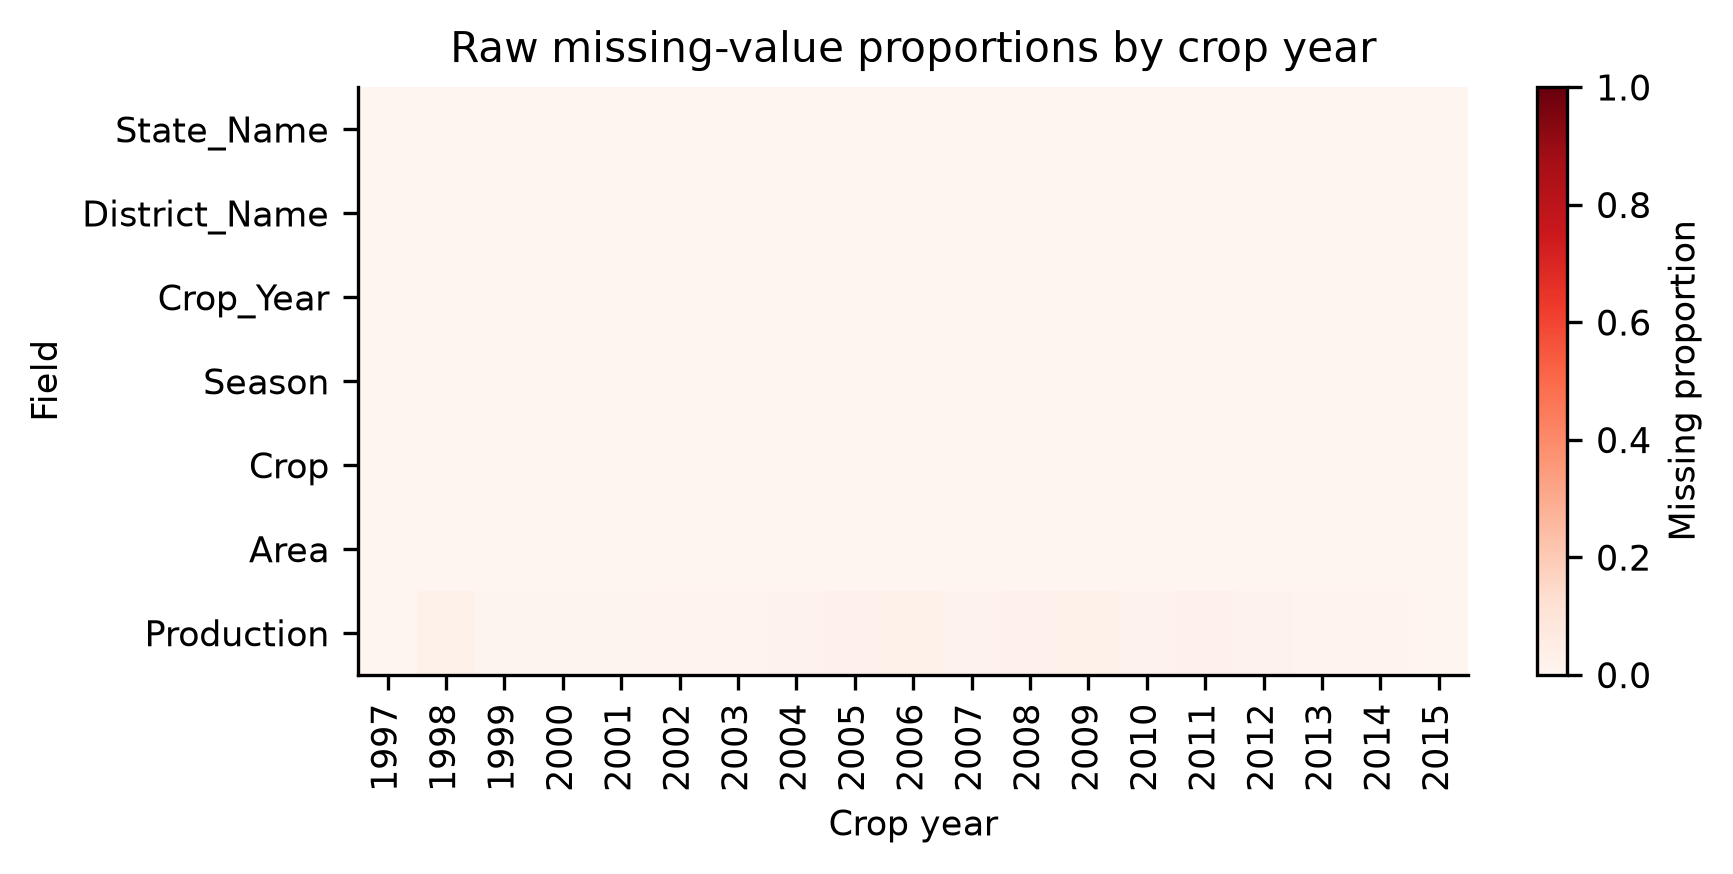 Raw missing-value proportions by crop year
Field
State_Name
District_Name
Crop_Year
Season
Crop
Area
Production
1997
1998
1999
2000
2001
2002
2003
2004
2005
2006
2007
2008
2009
2010
2011
2012
2013
2014
2015
Crop year
1.0
0.8
0.6
0.4
0.2
0.0
Missing proportion